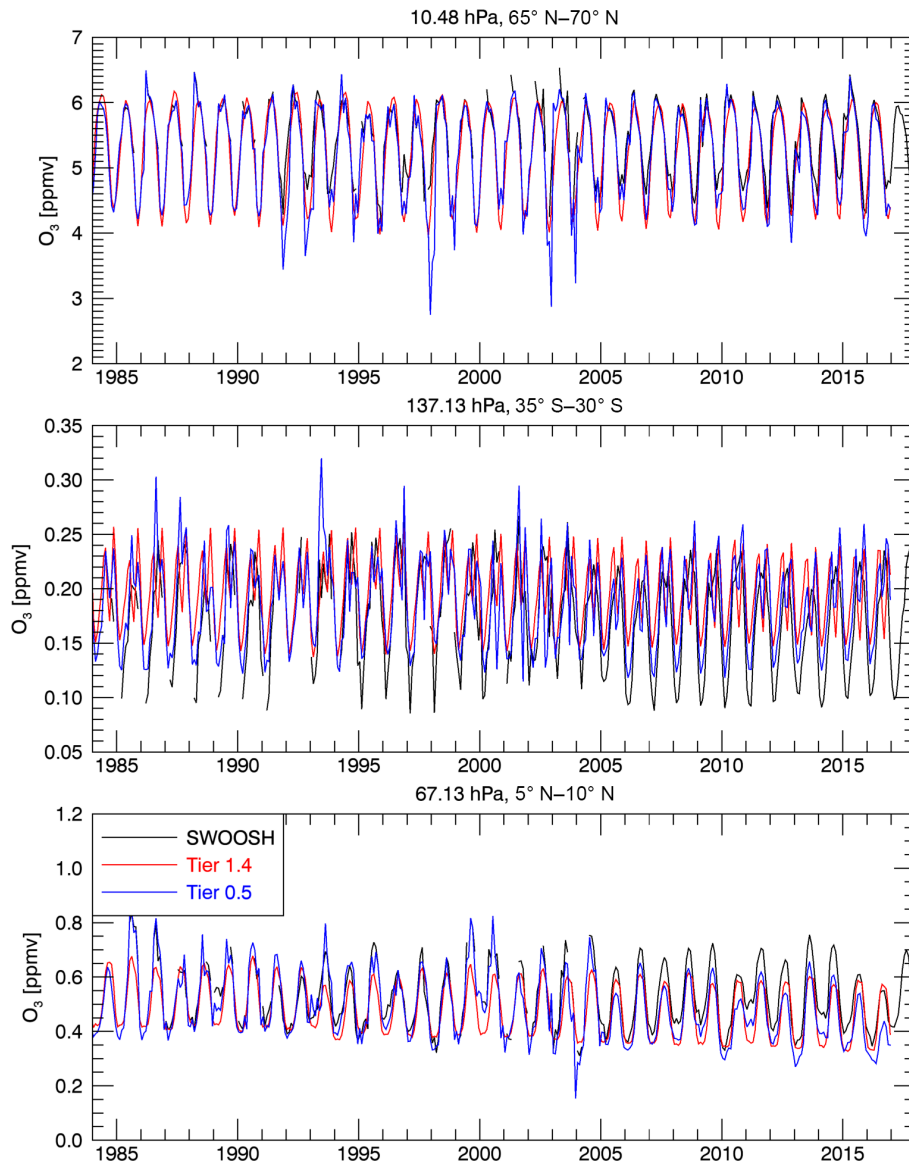 10.48 hPa, 65° N–70° N
7
6
5
4
3
2
O3 [ppmv]
1985 1990 1995 2000 2005 2010 2015
137.13 hPa, 35° S–30° S
0.35
0.30
0.25
0.20
0.15
0.10
0.05
O3 [ppmv]
1985 1990 1995 2000 2005 2010 2015
67.13 hPa, 5° N–10° N
1.2
1.0
0.8
0.6
0.4
0.2
0.0
O3 [ppmv]
SWOOSH
Tier 1.4
Tier 0.5
1985 1990 1995 2000 2005 2010 2015